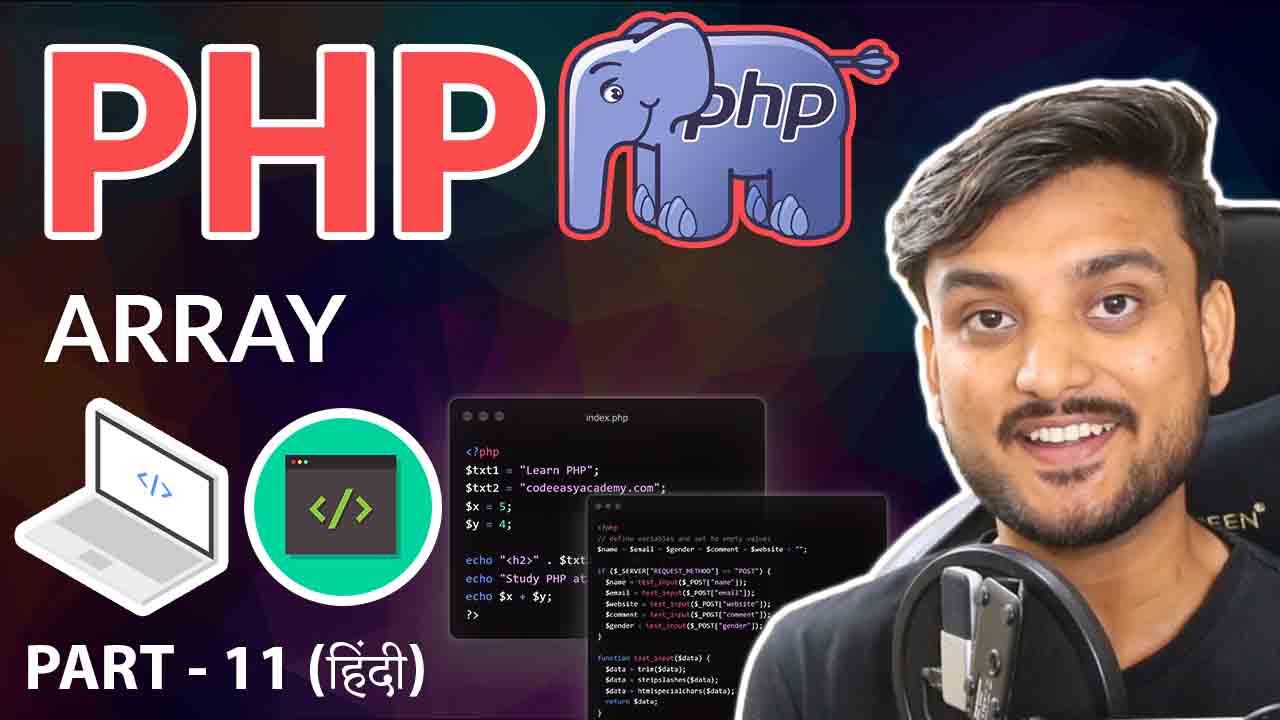 PHP
php
ARRAY
</>
</>
index.php
<?php
$txt1 = "Learn PHP";
$txt2 = "codeeasyacademy.com";
$x = 5;
$y = 4;
echo "<h2>" . $txt
echo "Study PHP at
echo $x + $y;
?>
<?php
// define variables and set to empty values
$name = $email = $gender = $comment = $website = "";
if ($_SERVER["REQUEST_METHOD"] == "POST") {
$name = test_input($_POST["name"]);
$email = test_input($_POST["email"]);
$website = test_input($_POST["website"]);
$comment = test_input($_POST["comment"]);
$gender = test_input($_POST["gender"]);
}
function test_input($data) {
$data = trim($data);
$data = stripslashes($data);
$data = htmlspecialchars($data);
return $data;
}
EEN®
PART - 11 (हिंदी)